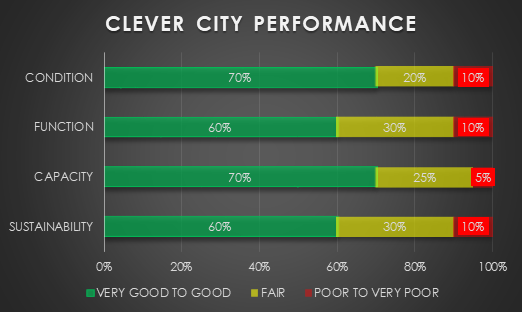 CLEVER CITY PERFORMANCE
CONDITION 70% 20% 10%
FUNCTION 60% 30% 10%
CAPACITY 70% 25% 5%
SUSTAINABILITY 60% 30% 10%
0% 20% 40% 60% 80% 100%
VERY GOOD TO GOOD FAIR POOR TO VERY POOR